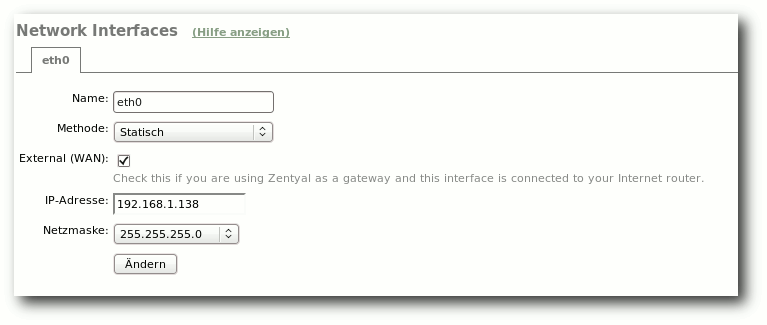 Network Interfaces (Hilfe anzeigen)
eth0
Name: eth0
Methode: Statisch
External (WAN):
Check this if you are using Zentyal as a gateway and this interface is connected to your Internet router.
IP-Adresse: 192.168.1.138
Netzmaske: 255.255.255.0
Ändern